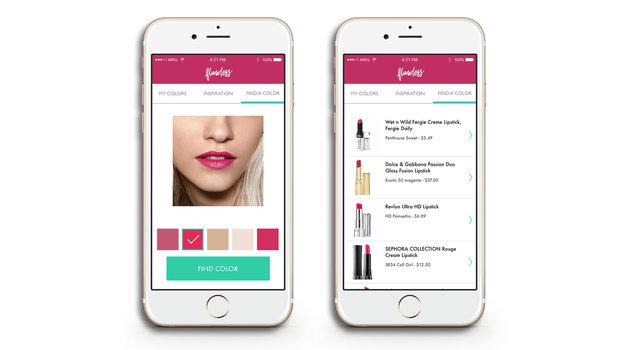 MRKL 4:21 PM 100%
flawless
MY COLORS INSPIRATION FIND A COLOR
FIND COLOR
MRKL 4:21 PM 100%
flawless
MY COLORS INSPIRATION FIND A COLOR
Wet n Wild Fergie Creme Lipstick,
Fergie Daily
Penthouse Sweet - $3.49
Dolce & Gabbana Passion Duo
Gloss Fusion Lipstick
Exotic 52 magenta - $37.00
Revlon Ultra HD Lipstick
HD Poinsettia - $6.89
SEPHORA COLLECTION Rouge
Cream Lipstick
SR34 Call Girl - $12.50